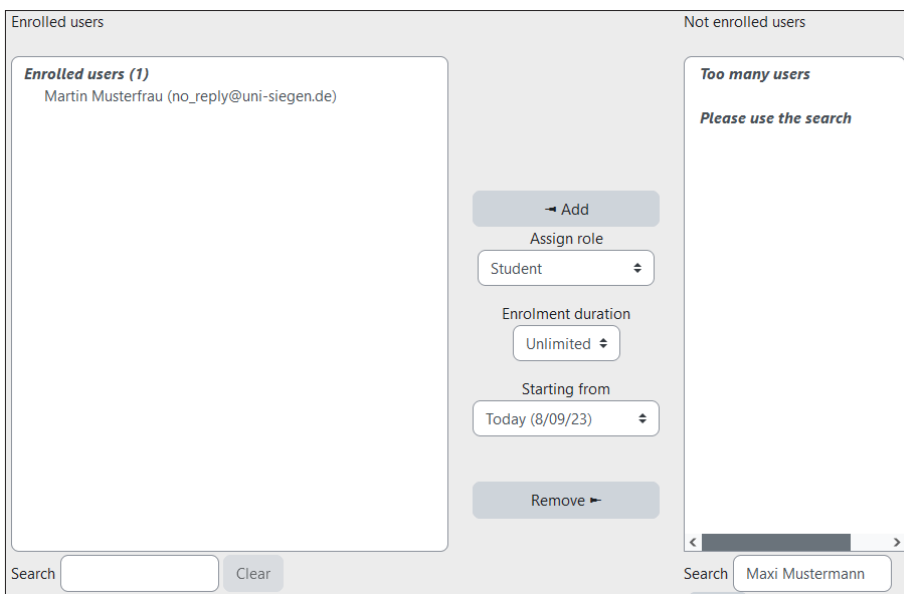 Enrolled users
Enrolled users (1)
Martin Musterfrau (no_reply@uni-siegen.de)
Search
Clear
Add
Assign role
Student
Enrolment duration
Unlimited
Starting from
Today (8/09/23)
Remove
Not enrolled users
Too many users
Please use the search
Search Maxi Mustermann